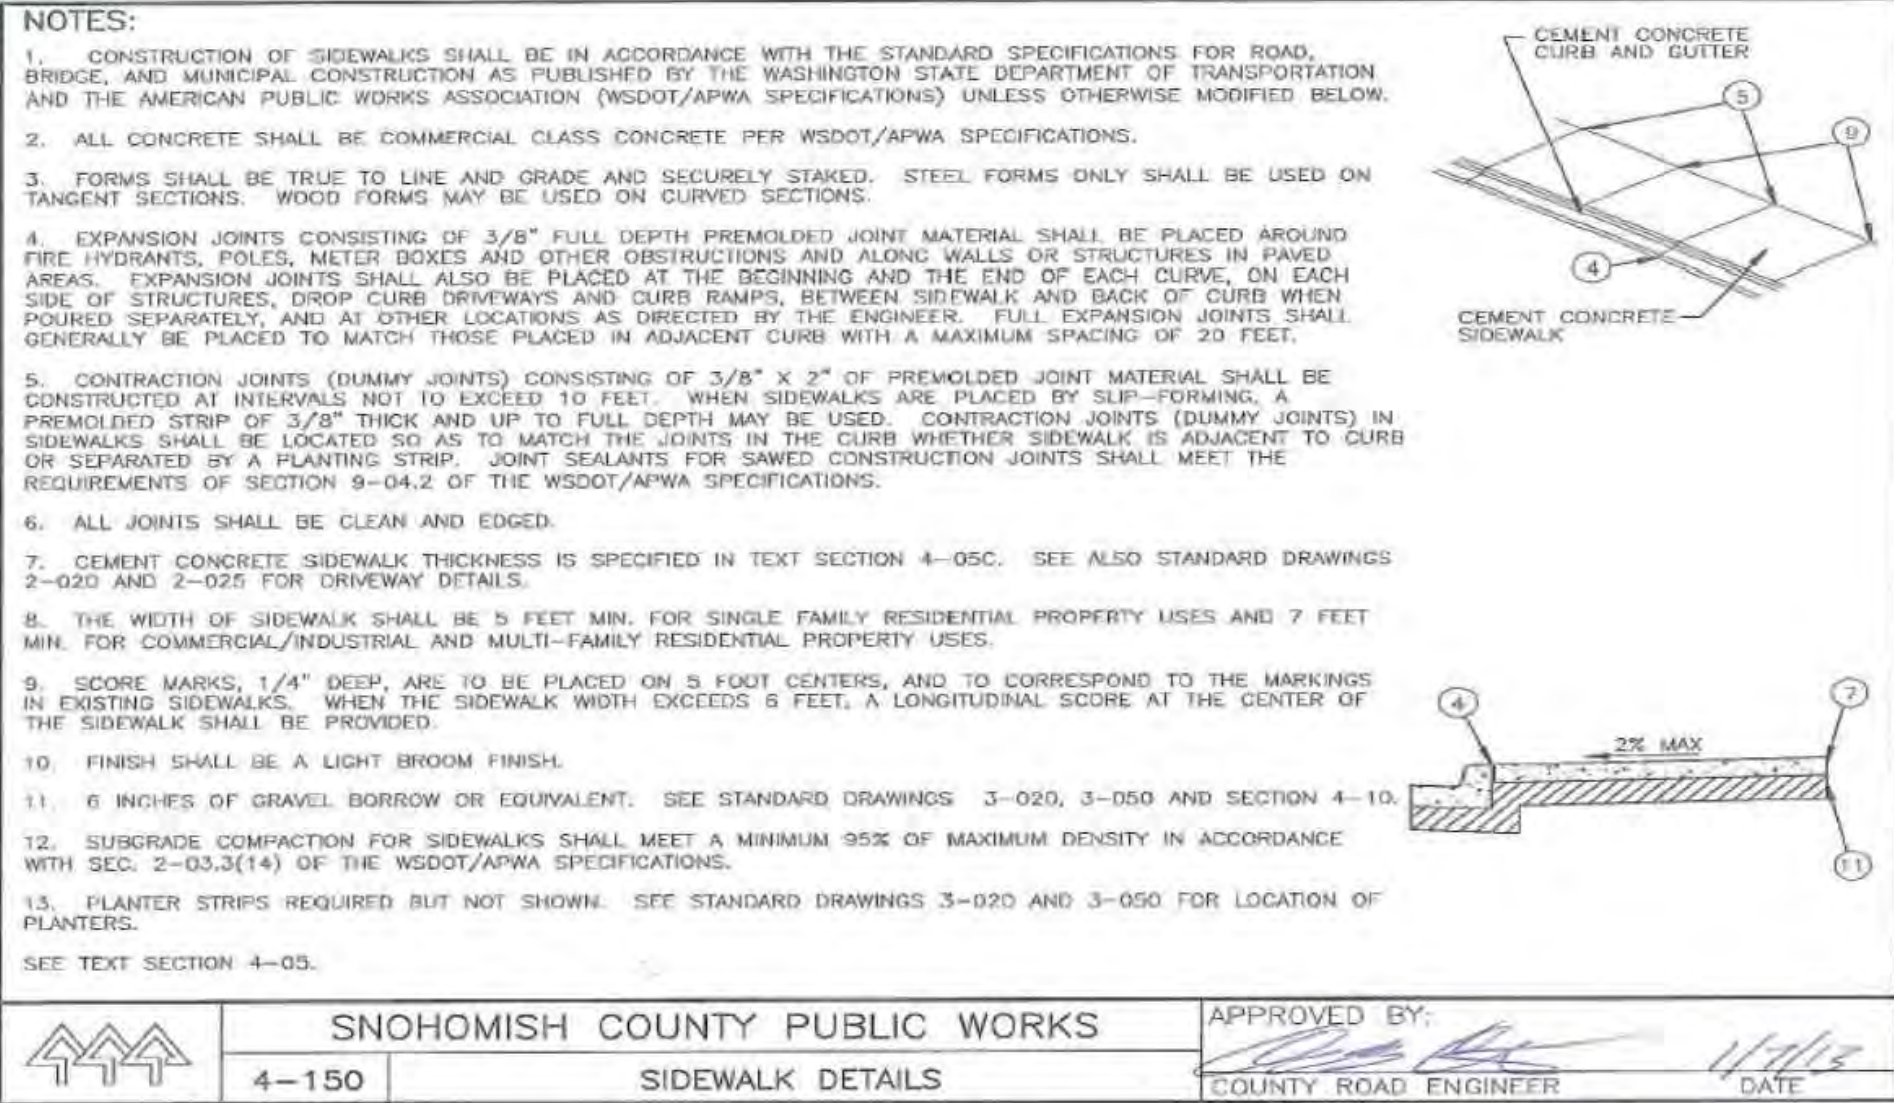 NOTES:
1. CONSTRUCTION OF SIDEWALKS SHALL BE IN ACCORDANCE WITH THE STANDARD SPECIFICATIONS FOR ROAD,
BRIDGE, AND MUNICIPAL CONSTRUCTION AS PUBLISHED BY THE WASHINGTON STATE DEPARTMENT OF TRANSPORTATION
AND THE AMERICAN PUBLIC WORKS ASSOCIATION (WSDOT/APWA SPECIFICATIONS) UNLESS OTHERWISE MODIFIED BELOW.
2. ALL CONCRETE SHALL BE COMMERCIAL CLASS CONCRETE PER WSDOT/APWA SPECIFICATIONS.
3. FORMS SHALL BE TRUE TO LINE AND GRADE AND SECURELY STAKED. STEEL FORMS ONLY SHALL BE USED ON
TANGENT SECTIONS. WOOD FORMS MAY BE USED ON CURVED SECTIONS.
4. EXPANSION JOINTS CONSISTING OF 3/8" FULL DEPTH PREMOLDED JOINT MATERIAL SHALL BE PLACED AROUND
FIRE HYDRANTS, POLES, METER BOXES AND OTHER OBSTRUCTIONS AND ALONG WALLS OR STRUCTURES IN PAVED
AREAS. EXPANSION JOINTS SHALL ALSO BE PLACED AT THE BEGINNING AND THE END OF EACH CURVE, ON EACH
SIDE OF STRUCTURES, DROP CURB DRIVEWAYS AND CURB RAMPS, BETWEEN SIDEWALK AND BACK OF CURB WHEN
POURED SEPARATELY, AND AT OTHER LOCATIONS AS DIRECTED BY THE ENGINEER. FULL EXPANSION JOINTS SHALL
GENERALLY BE PLACED TO MATCH THOSE PLACED IN ADJACENT CURB WITH A MAXIMUM SPACING OF 20 FEET.
5. CONTRACTION JOINTS (DUMMY JOINTS) CONSISTING OF 3/8" X 2" OF PREMOLDED JOINT MATERIAL SHALL BE
CONSTRUCTED AT INTERVALS NOT TO EXCEED 10 FEET. WHEN SIDEWALKS ARE PLACED BY SLIP-FORMING, A
PREMOLDED STRIP OF 3/8" THICK AND UP TO FULL DEPTH MAY BE USED. CONTRACTION JOINTS (DUMMY JOINTS) IN
SIDEWALKS SHALL BE LOCATED SO AS TO MATCH THE JOINTS IN THE CURB WHETHER SIDEWALK IS ADJACENT TO CURB
OR SEPARATED BY A PLANTING STRIP. JOINT SEALANTS FOR SAWED CONSTRUCTION JOINTS SHALL MEET THE
REQUIREMENTS OF SECTION 9-04.2 OF THE WSDOT/APWA SPECIFICATIONS.
6. ALL JOINTS SHALL BE CLEAN AND EDGED.
7. CEMENT CONCRETE SIDEWALK THICKNESS IS SPECIFIED IN TEXT SECTION 4-05C. SEE ALSO STANDARD DRAWINGS
2-020 AND 2-025 FOR DRIVEWAY DETAILS.
8. THE WIDTH OF SIDEWALK SHALL BE 5 FEET MIN. FOR SINGLE FAMILY RESIDENTIAL PROPERTY USES AND 7 FEET
MIN. FOR COMMERCIAL/INDUSTRIAL AND MULTI-FAMILY RESIDENTIAL PROPERTY USES.
9. SCORE MARKS, 1/4" DEEP, ARE TO BE PLACED ON 5 FOOT CENTERS, AND TO CORRESPOND TO THE MARKINGS
IN EXISTING SIDEWALKS. WHEN THE SIDEWALK WIDTH EXCEEDS 6 FEET, A LONGITUDINAL SCORE AT THE CENTER OF
THE SIDEWALK SHALL BE PROVIDED.
10. FINISH SHALL BE A LIGHT BROOM FINISH.
11. 6 INCHES OF GRAVEL BORROW OR EQUIVALENT. SEE STANDARD DRAWINGS 3-020, 3-050 AND SECTION 4-10.
12. SUBGRADE COMPACTION FOR SIDEWALKS SHALL MEET A MINIMUM 95% OF MAXIMUM DENSITY IN ACCORDANCE
WITH SEC. 2-03.3(14) OF THE WSDOT/APWA SPECIFICATIONS.
13. PLANTER STRIPS REQUIRED BUT NOT SHOWN. SEE STANDARD DRAWINGS 3-020 AND 3-050 FOR LOCATION OF
PLANTERS.
SEE TEXT SECTION 4-05.
CEMENT CONCRETE
CURB AND GUTTER
5
9
4
CEMENT CONCRETE
SIDEWALK
4
7
2% MAX
11
SNOHOMISH COUNTY PUBLIC WORKS
4-150
SIDEWALK DETAILS
APPROVED BY:
1/7/13
COUNTY ROAD ENGINEER
DATE